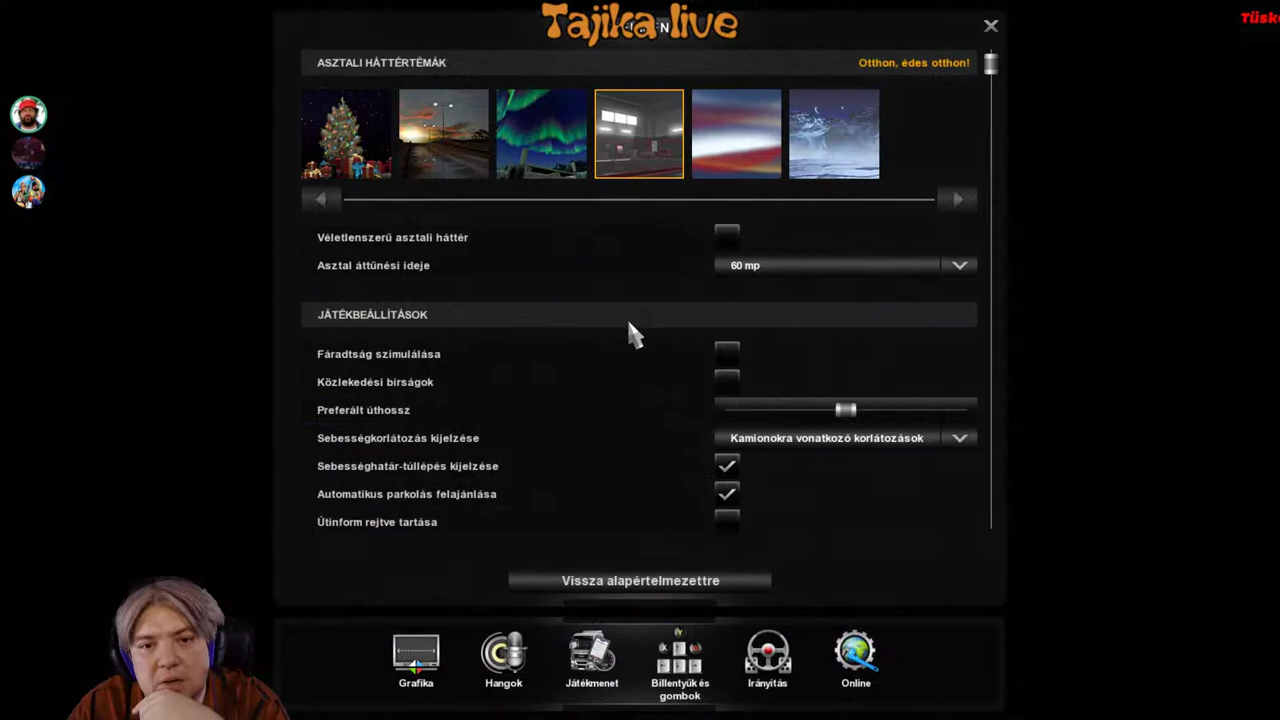 Tajika live
Tüsk
ASZTALI HÁTTÉRTÉMÁK
Otthon, édes otthon!
Véletlenszerű asztali háttér
Asztal áttűnési ideje
60 mp
JÁTÉKBEÁLLÍTÁSOK
Fáradtság szimulálása
Közlekedési bírságok
Preferált úthossz
Sebességkorlátozás kijelzése
Kamionokra vonatkozó korlátozások
Sebességhatár-túllépés kijelzése
Automatikus parkolás felajánlása
Útinform rejtve tartása
Vissza alapértelmezettre
Grafika
Hangok
Játékmenet
Billentyűk és
gombok
Irányítás
Online